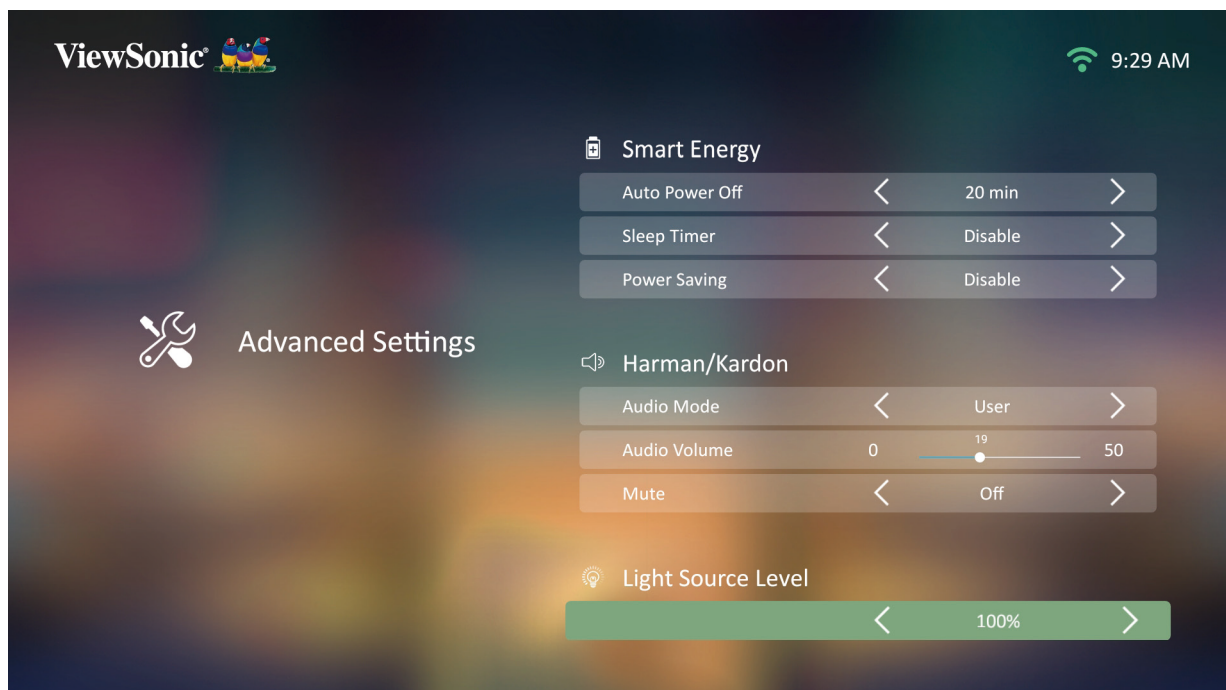 ViewSonic®
9:29 AM
Smart Energy
Auto Power Off 20 min
Sleep Timer Disable
Power Saving Disable
Advanced Settings
Harman/Kardon
Audio Mode User
Audio Volume 0 19 50
Mute Off
Light Source Level
100%